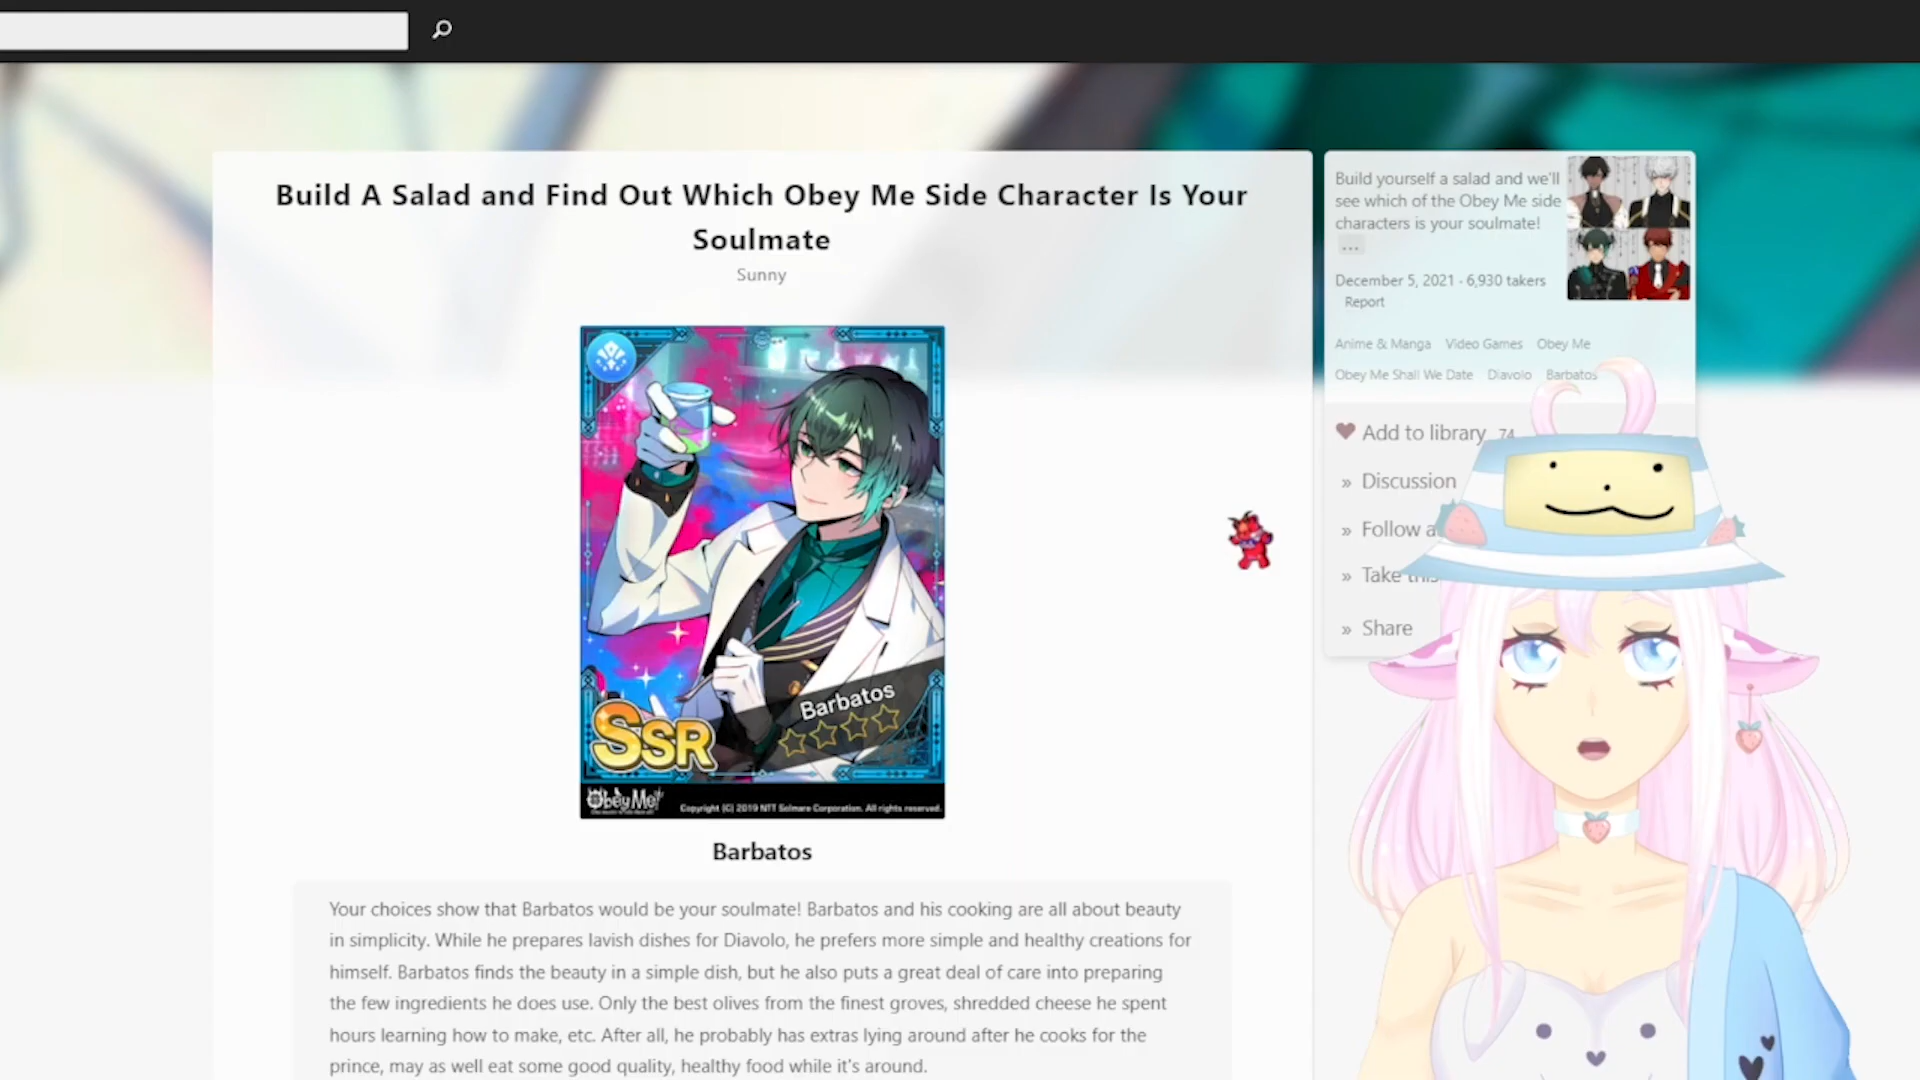 Build A Salad and Find Out Which Obey Me Side Character Is Your
Soulmate
Sunny
Barbatos
SSR
Obey Me!
Copyright (C) 2019 NTT Solmare Corporation. All rights reserved.
Barbatos
Your choices show that Barbatos would be your soulmate! Barbatos and his cooking are all about beauty
in simplicity. While he prepares lavish dishes for Diavolo, he prefers more simple and healthy creations for
himself. Barbatos finds the beauty in a simple dish, but he also puts a great deal of care into preparing
the few ingredients he does use. Only the best olives from the finest groves, shredded cheese he spent
hours learning how to make, etc. After all, he probably has extras lying around after he cooks for the
prince, may as well eat some good quality, healthy food while it's around.
Build yourself a salad and we'll
see which of the Obey Me side
characters is your soulmate!
...
December 5, 2021 · 6,930 takers
Report
Anime & Manga Video Games Obey Me
Obey Me Shall We Date Diavolo Barbatos
Add to library 74
» Discussion
» Follow a
» Take this
» Share